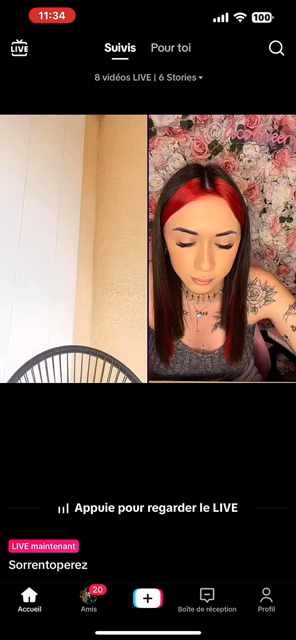 11:34
100
LIVE
Suivis Pour toi
8 vidéos LIVE | 6 Stories
Appuie pour regarder le LIVE
LIVE maintenant
Sorrentoperez
20
Accueil Amis Boîte de réception Profil